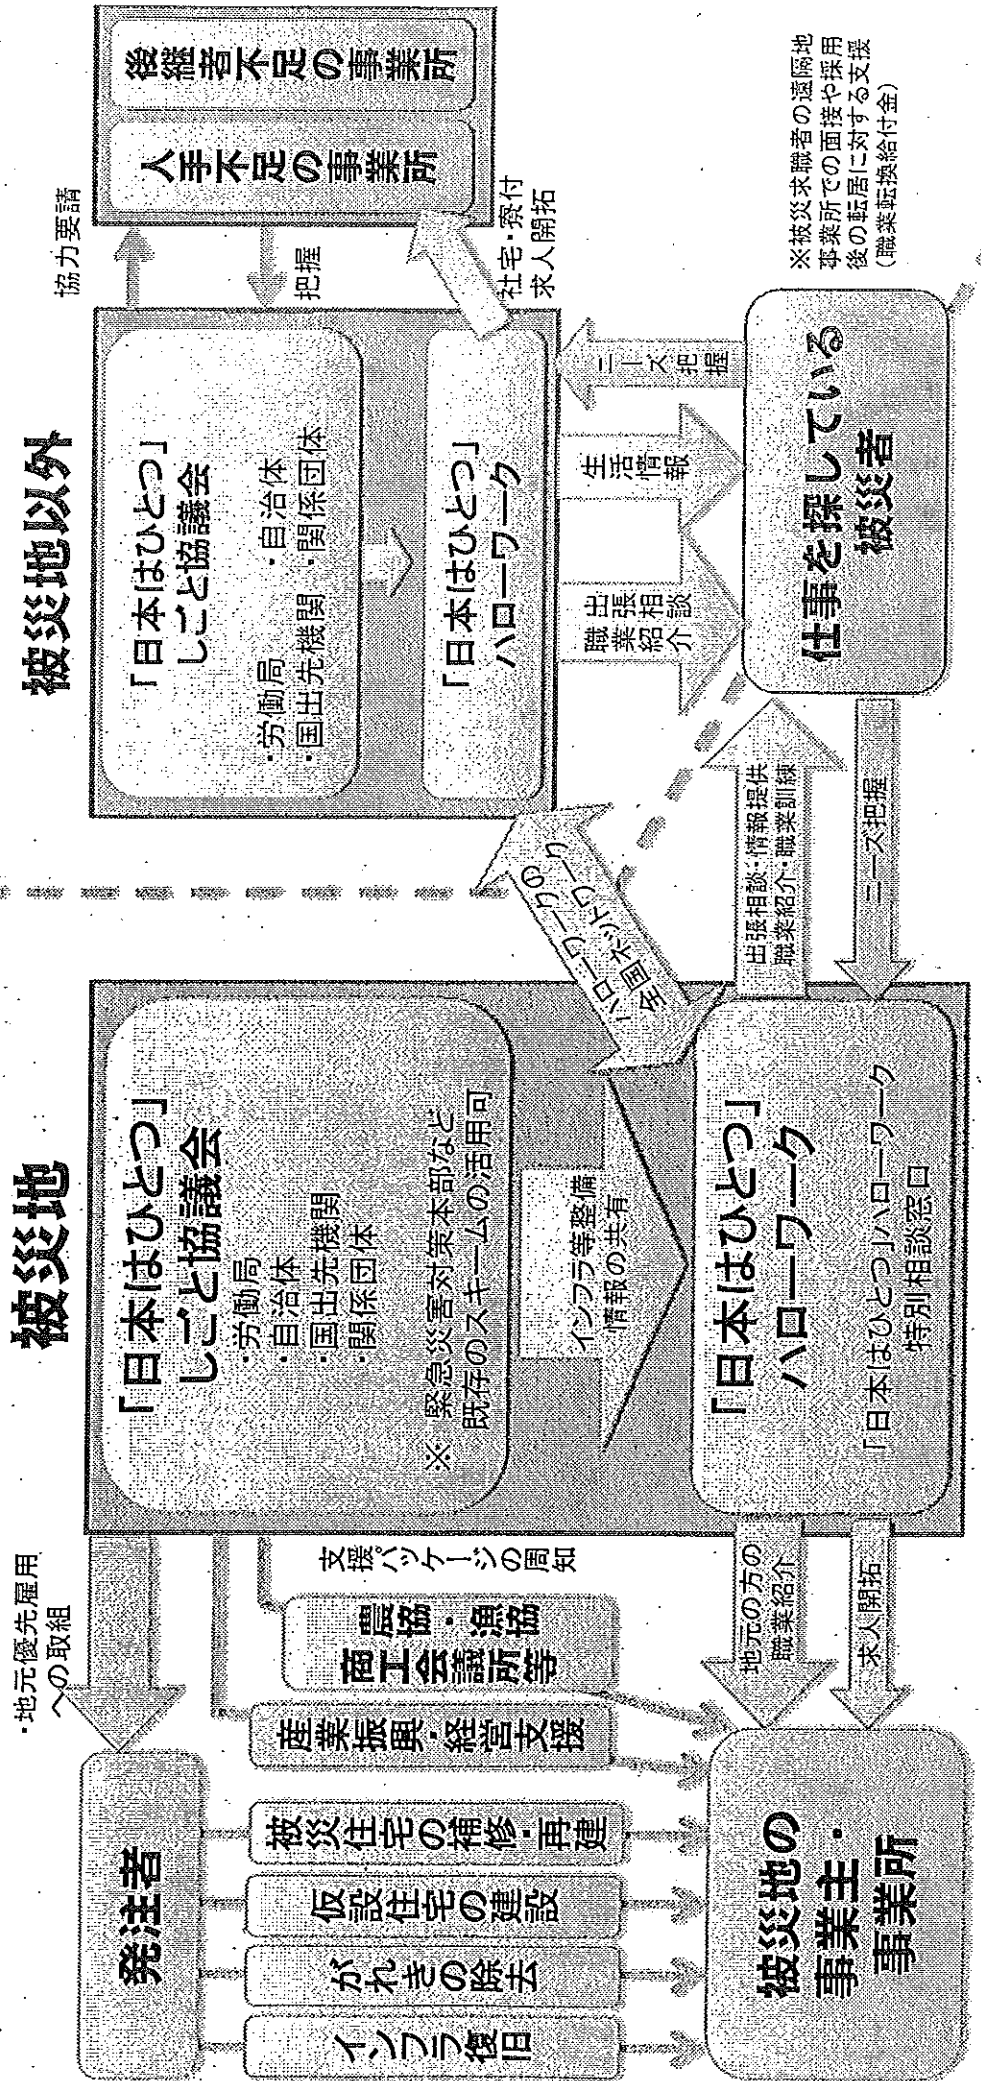 被災地
・地元優先雇用
への取組
発注者
インフラ復旧
がれきの除去
仮設住宅の建設
被災住宅の補修・再建
産業振興・経営支援
農協・漁協
商工会議所等
支援パッケージの周知
被災地の
事業主・
事業所
地元の方の
職業紹介
求人開拓
「日本はひとつ」
しごと協議会
・労働局
・自治体
・国出先機関
・関係団体
※ 緊急災害対策本部など
既存のスキームの活用可
インフラ等整備
情報の共有
「日本はひとつ」
ハローワーク
「日本はひとつ」ハローワーク
特別相談窓口
ハローワークの
全国ネットワーク
出張相談・情報提供
職業紹介・職業訓練
ニーズ把握
被災地以外
「日本はひとつ」
しごと協議会
・労働局 ・自治体
・国出先機関 ・関係団体
「日本はひとつ」
ハローワーク
協力要請
把握
人手不足の事業所
後継者不足の事業所
社宅・寮付
求人開拓
出張相談
職業紹介
生活情報
ニーズ把握
仕事を探している
被災者
※被災求職者の遠隔地
事業所での面接や採用
後の転居に対する支援
（職業転換給付金）